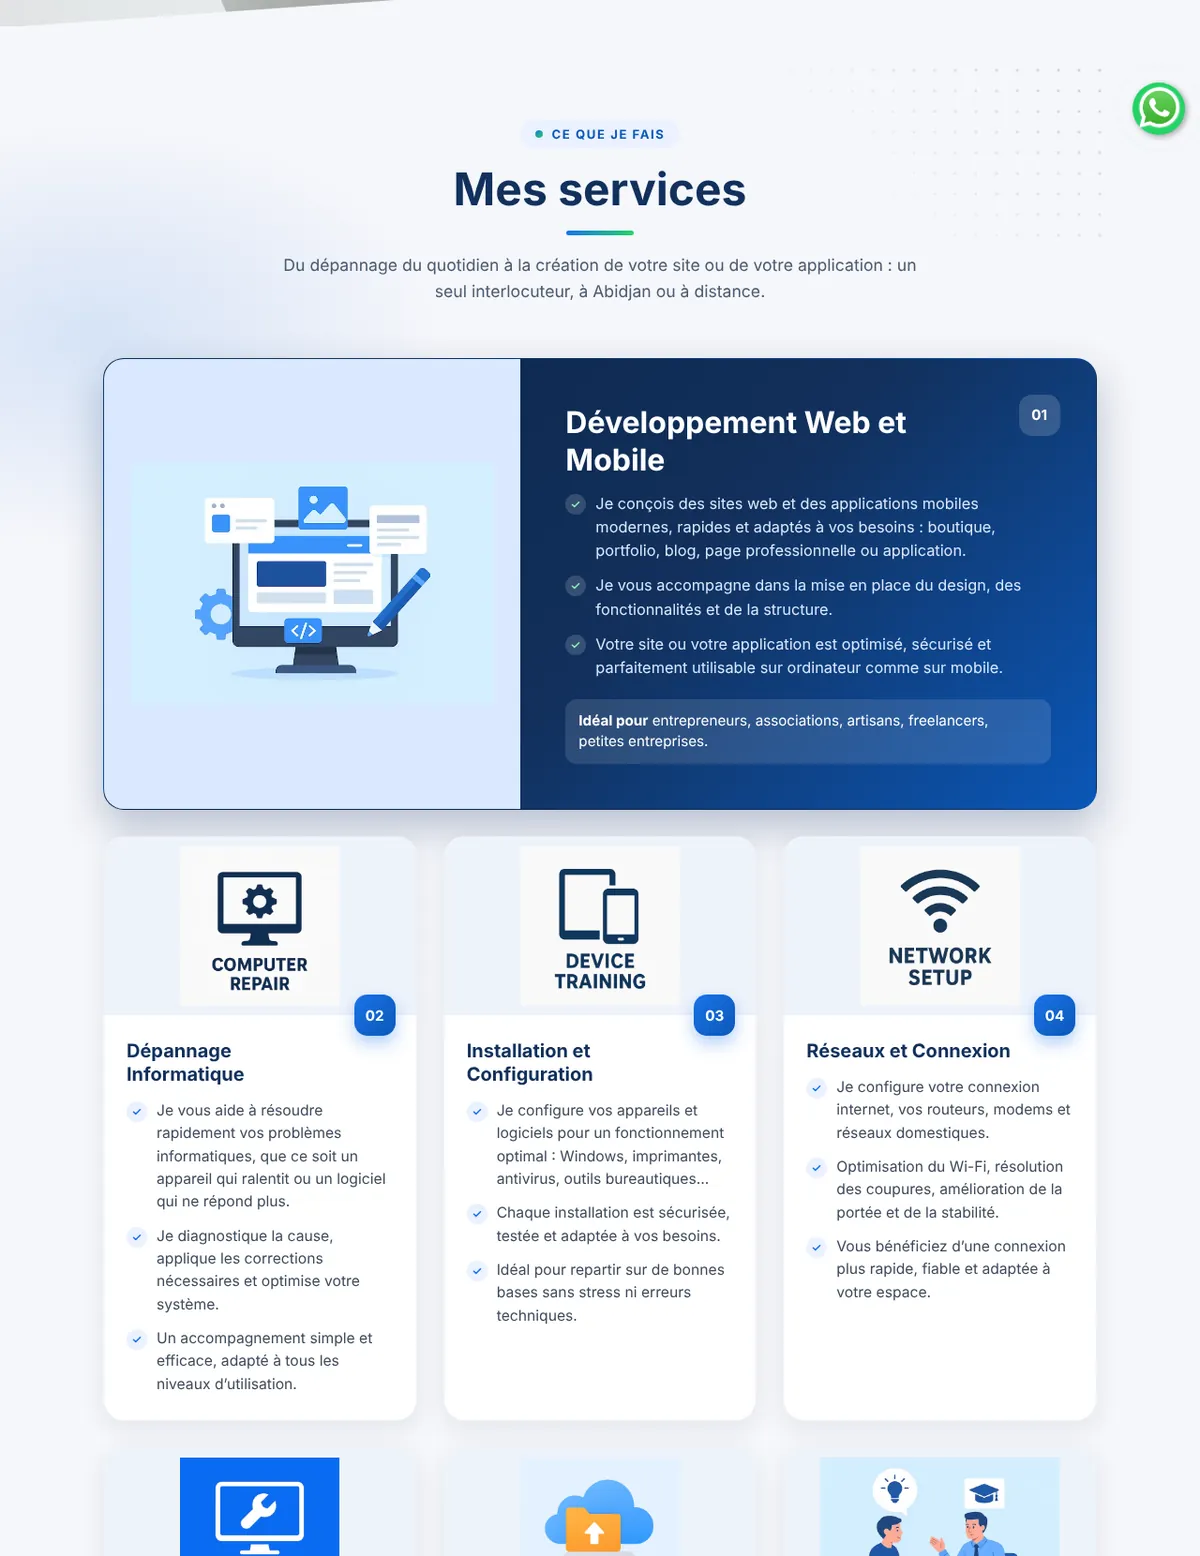 CE QUE JE FAIS
Mes services
Du dépannage du quotidien à la création de votre site ou de votre application : un
seul interlocuteur, à Abidjan ou à distance.
</>
01
Développement Web et
Mobile
Je conçois des sites web et des applications mobiles
modernes, rapides et adaptés à vos besoins : boutique,
portfolio, blog, page professionnelle ou application.
Je vous accompagne dans la mise en place du design, des
fonctionnalités et de la structure.
Votre site ou votre application est optimisé, sécurisé et
parfaitement utilisable sur ordinateur comme sur mobile.
Idéal pour entrepreneurs, associations, artisans, freelancers,
petites entreprises.
COMPUTER
REPAIR
02
Dépannage
Informatique
Je vous aide à résoudre
rapidement vos problèmes
informatiques, que ce soit un
appareil qui ralentit ou un logiciel
qui ne répond plus.
Je diagnostique la cause,
applique les corrections
nécessaires et optimise votre
système.
Un accompagnement simple et
efficace, adapté à tous les
niveaux d’utilisation.
DEVICE
TRAINING
03
Installation et
Configuration
Je configure vos appareils et
logiciels pour un fonctionnement
optimal : Windows, imprimantes,
antivirus, outils bureautiques…
Chaque installation est sécurisée,
testée et adaptée à vos besoins.
Idéal pour repartir sur de bonnes
bases sans stress ni erreurs
techniques.
NETWORK
SETUP
04
Réseaux et Connexion
Je configure votre connexion
internet, vos routeurs, modems et
réseaux domestiques.
Optimisation du Wi-Fi, résolution
des coupures, amélioration de la
portée et de la stabilité.
Vous bénéficiez d’une connexion
plus rapide, fiable et adaptée à
votre espace.